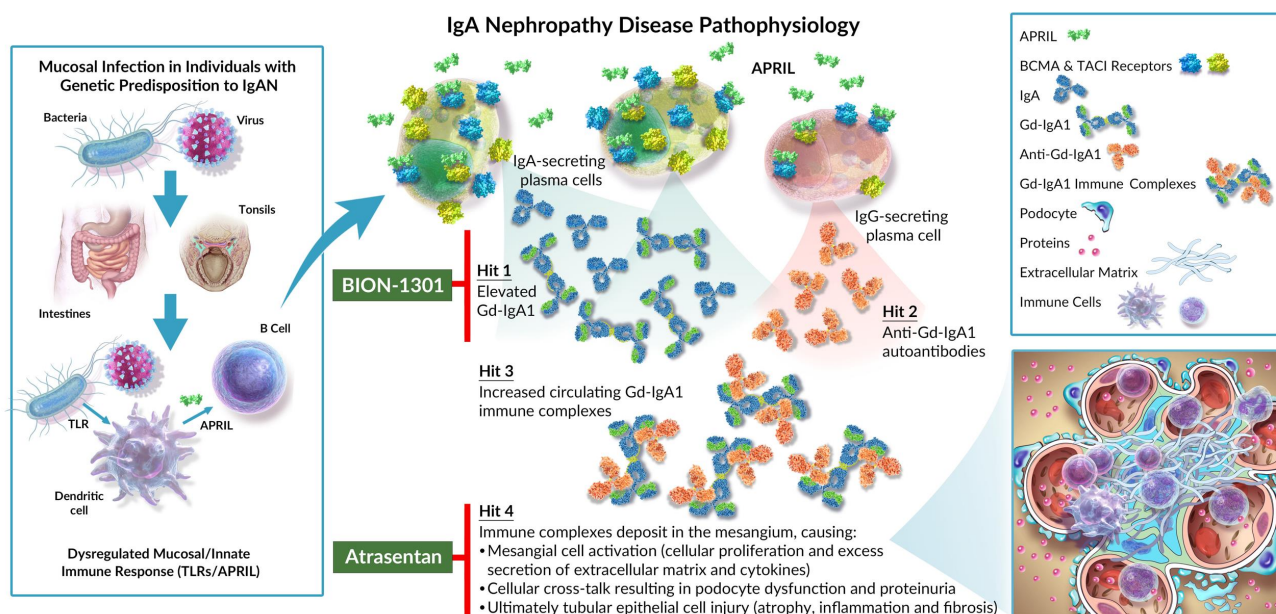 IgA Nephropathy Disease Pathophysiology
Mucosal Infection in Individuals with
Genetic Predisposition to IgAN
Bacteria
Virus
Intestines
Tonsils
B Cell
TLR
APRIL
Dendritic
cell
Dysregulated Mucosal/Innate
Immune Response (TLRs/APRIL)
APRIL
IgA-secreting
plasma cells
IgG-secreting
plasma cell
BION-1301
Hit 1
Elevated
Gd-IgA1
Hit 2
Anti-Gd-IgA1
autoantibodies
Hit 3
Increased circulating Gd-IgA1
immune complexes
Atrasentan
Hit 4
Immune complexes deposit in the mesangium, causing:
• Mesangial cell activation (cellular proliferation and excess
secretion of extracellular matrix and cytokines)
• Cellular cross-talk resulting in podocyte dysfunction and proteinuria
• Ultimately tubular epithelial cell injury (atrophy, inflammation and fibrosis)
APRIL
BCMA & TACI Receptors
IgA
Gd-IgA1
Anti-Gd-IgA1
Gd-IgA1 Immune Complexes
Podocyte
Proteins
Extracellular Matrix
Immune Cells